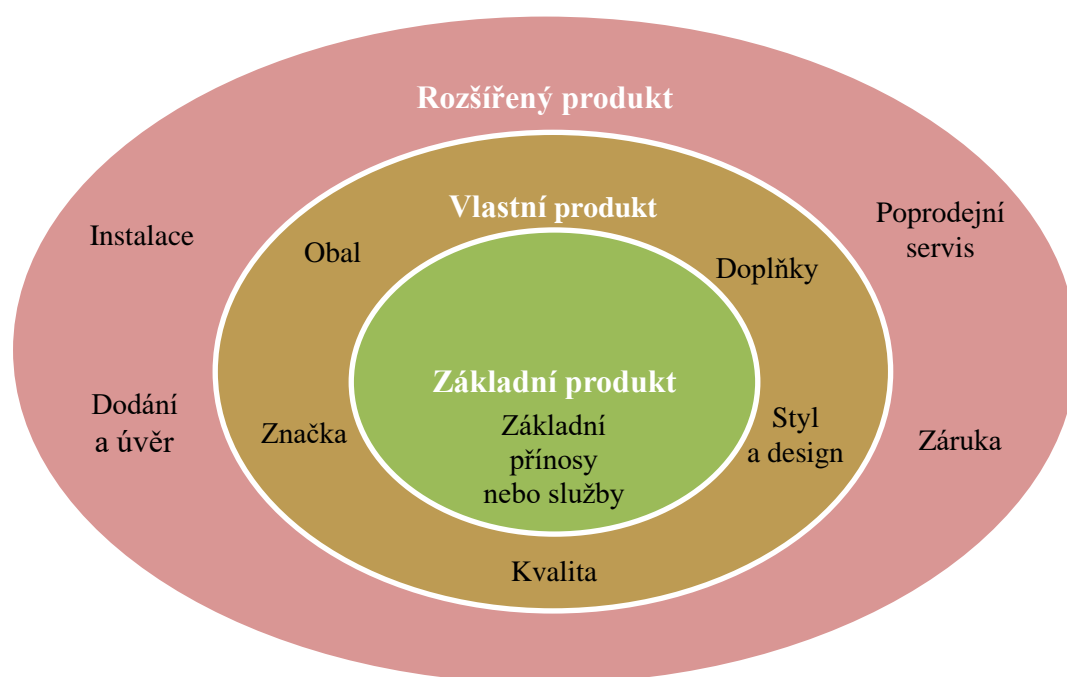 Rozšířený produkt
Vlastní produkt
Poprodejní
servis
Instalace
Obal
Doplňky
Základní produkt
Dodání
a úvěr
Značka
Základní
přínosy
nebo služby
Styl
a design
Záruka
Kvalita